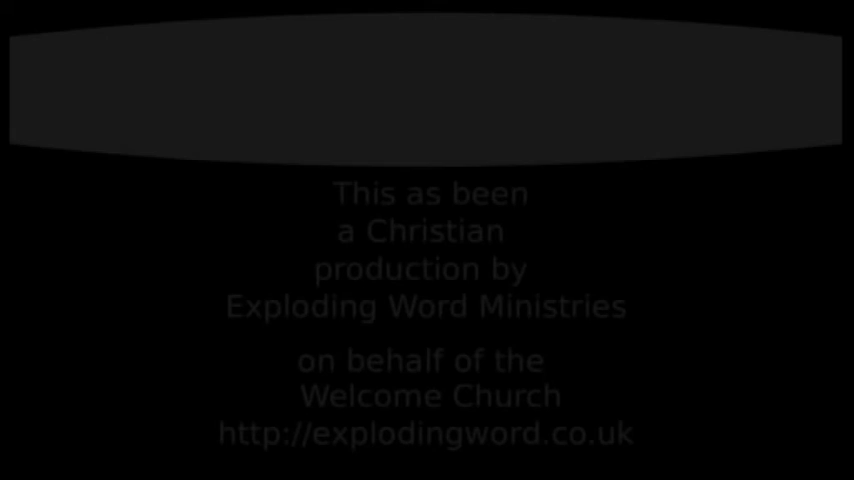 This as been
a Christian
production by
Exploding Word Ministries
on behalf of the
Welcome Church
http://explodingword.co.uk